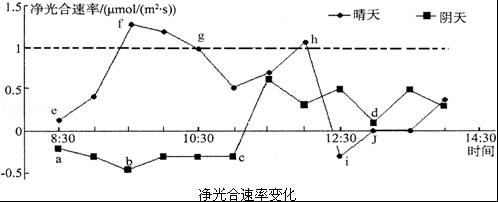 净光合速率/(μmol/(m²·s))
晴天
阴天
1.5
f
g
h
1
0.5
e
d
0
8:30
10:30
12:30
J
14:30
a
b
c
i
时间
-0.5
净光合速率变化